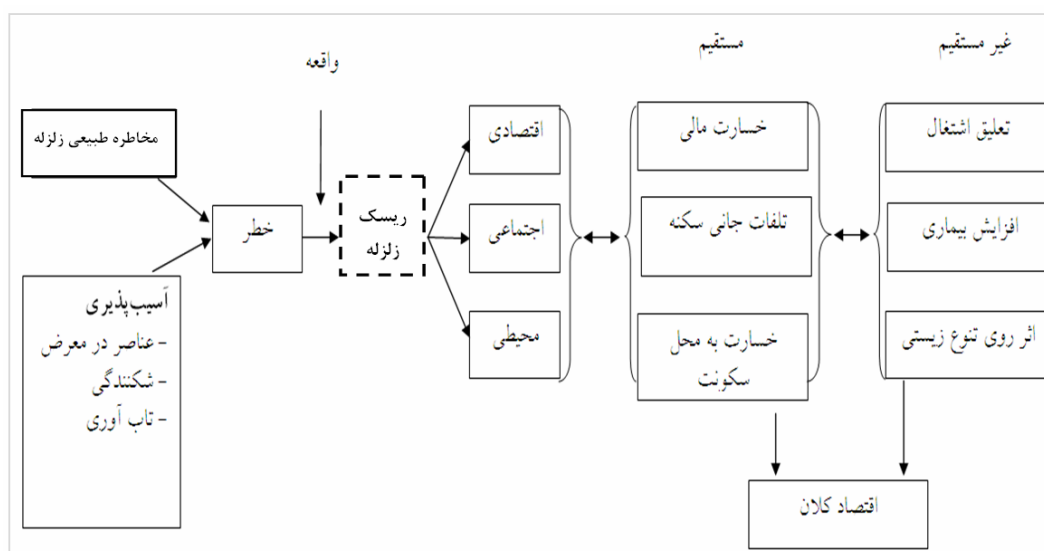 غیر مستقیم
مستقیم
واقعه
مخاطره طبیعی زلزله
اقتصادی
خسارت مالی
تعلیق اشتغال
ریسک
زلزله
خطر
اجتماعی
تلفات جانی سکنه
افزایش بیماری
آسیب‌پذیری
- عناصر در معرض
- شکنندگی
- تاب آوری
محیطی
خسارت به محل
سکونت
اثر روی تنوع زیستی
اقتصاد کلان